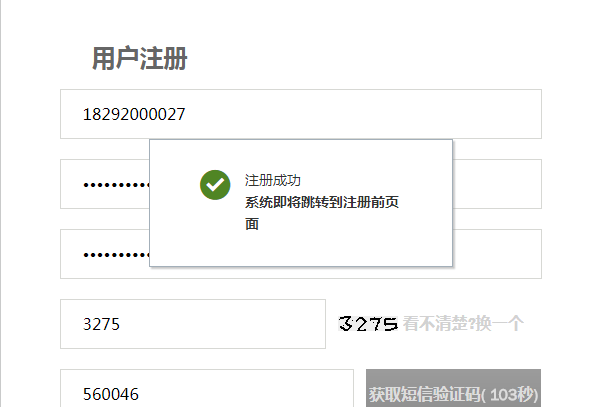 用户注册
18292000027
注册成功
系统即将跳转到注册前页
面
3275
3275 看不清楚?换一个
560046
获取短信验证码( 103秒)